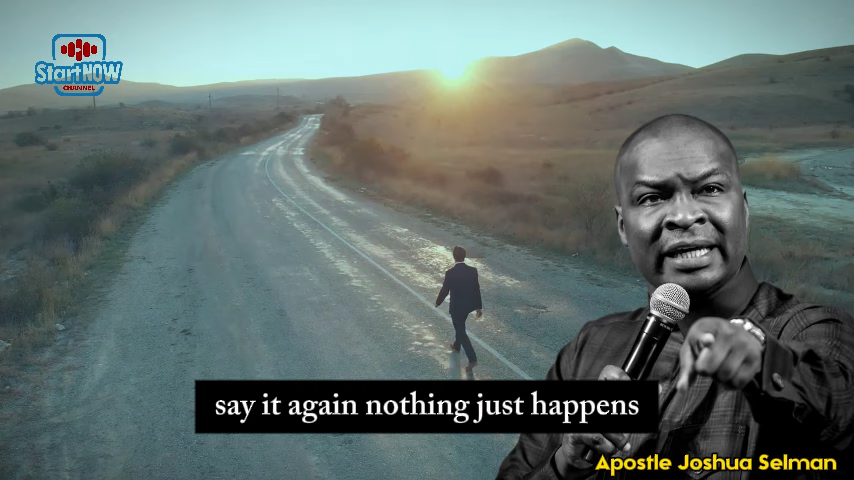 StartNOW
CHANNEL
say it again nothing just happens
Apostle Joshua Selman